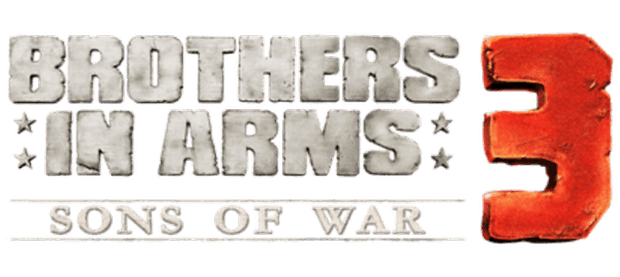 BROTHERS
IN ARMS
3
SONS OF WAR